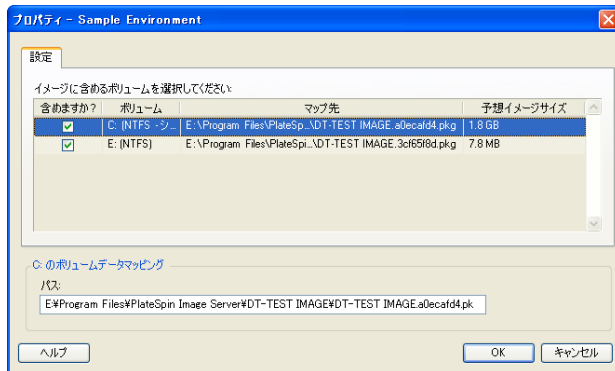 プロパティ - Sample Environment
設定
イメージに含めるボリュームを選択してください:
含めますか? ボリューム マップ先 予想イメージサイズ
C: (NTFS -シ... E:\Program Files\PlateSp...\DT-TEST IMAGE.a0ecafd4.pkg 1.8 GB
E: (NTFS) E:\Program Files\PlateSpi...\DT-TEST IMAGE.3cf65f8d.pkg 7.8 MB
C: のボリュームデータマッピング
パス:
E:¥Program Files¥PlateSpin Image Server¥DT-TEST IMAGE¥DT-TEST IMAGE.a0ecafd4.pk
ヘルプ OK キャンセル